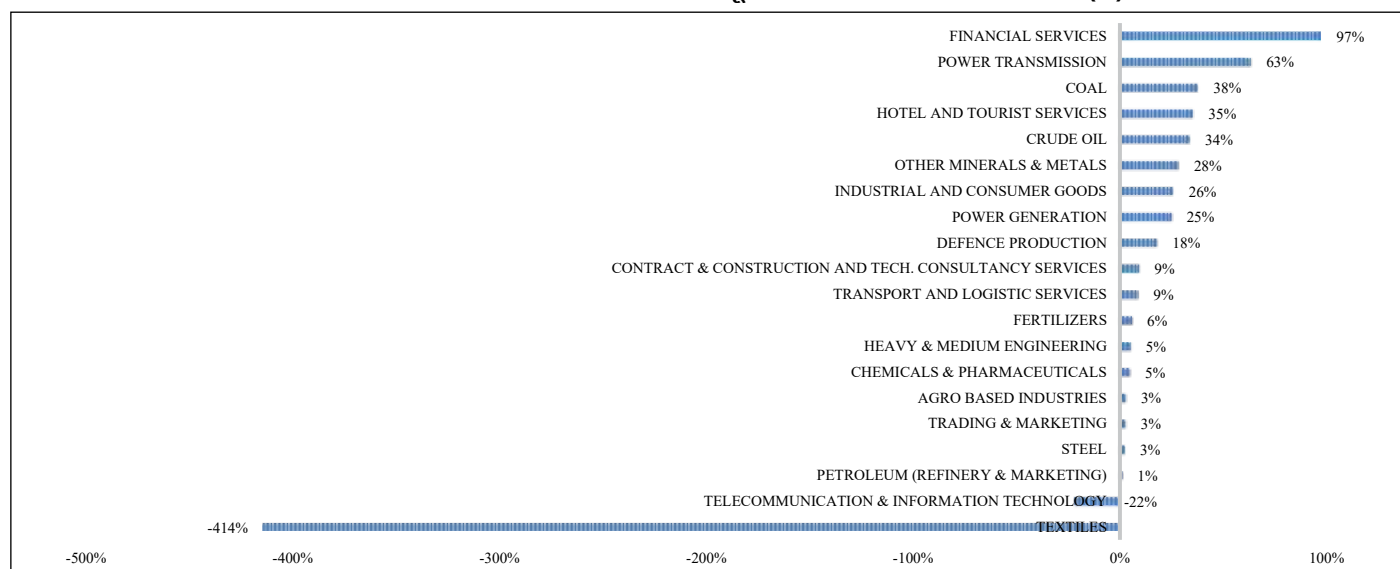 FINANCIAL SERVICES 97%
POWER TRANSMISSION 63%
COAL 38%
HOTEL AND TOURIST SERVICES 35%
CRUDE OIL 34%
OTHER MINERALS & METALS 28%
INDUSTRIAL AND CONSUMER GOODS 26%
POWER GENERATION 25%
DEFENCE PRODUCTION 18%
CONTRACT & CONSTRUCTION AND TECH. CONSULTANCY SERVICES 9%
TRANSPORT AND LOGISTIC SERVICES 9%
FERTILIZERS 6%
HEAVY & MEDIUM ENGINEERING 5%
CHEMICALS & PHARMACEUTICALS 5%
AGRO BASED INDUSTRIES 3%
TRADING & MARKETING 3%
STEEL 3%
PETROLEUM (REFINERY & MARKETING) 1%
TELECOMMUNICATION & INFORMATION TECHNOLOGY -22%
-414% TEXTILES
-500% -400% -300% -200% -100% 0% 100%